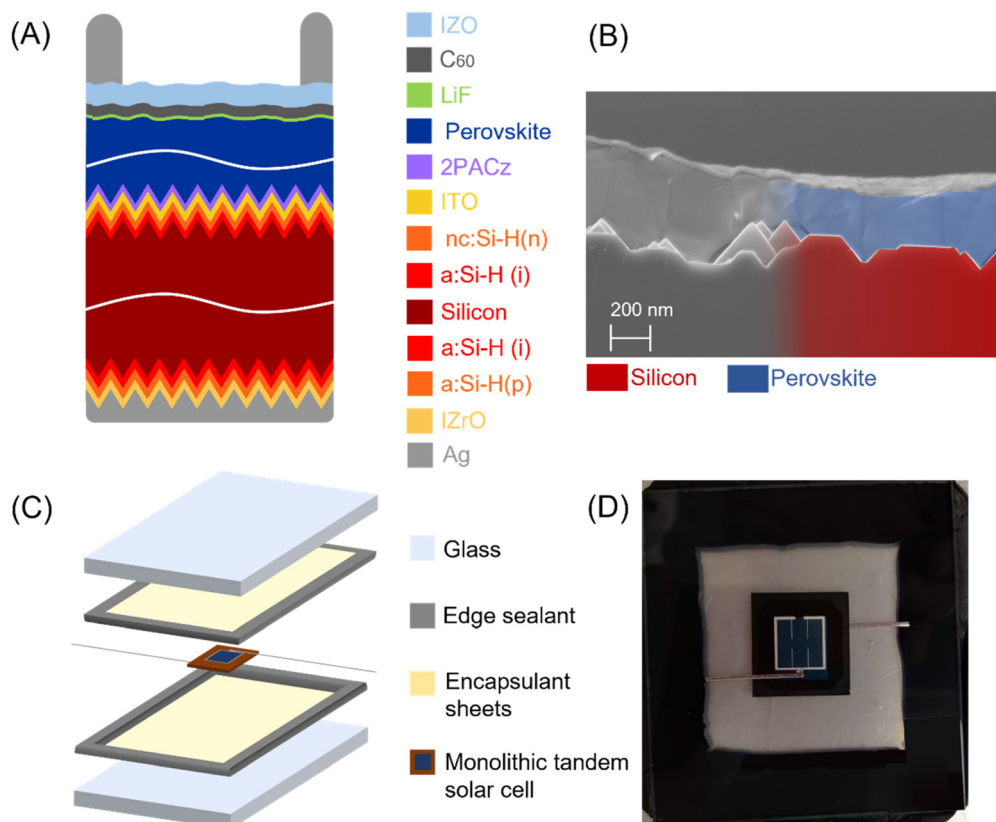 (A)
IZO
C60
LiF
Perovskite
2PACz
ITO
nc:Si-H(n)
a:Si-H (i)
Silicon
a:Si-H (i)
a:Si-H(p)
IZrO
Ag
(B)
200 nm
Silicon
Perovskite
(C)
Glass
Edge sealant
Encapsulant
sheets
Monolithic tandem
solar cell
(D)